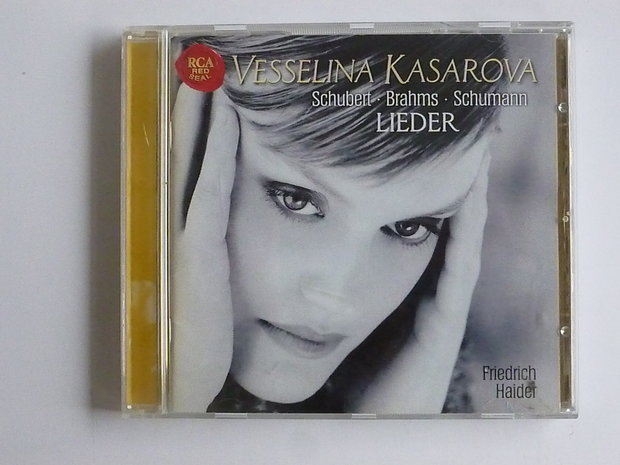 RCA
RED
SEAL
VESSELINA KASAROVA
Schubert · Brahms · Schumann
LIEDER
Friedrich
Haider